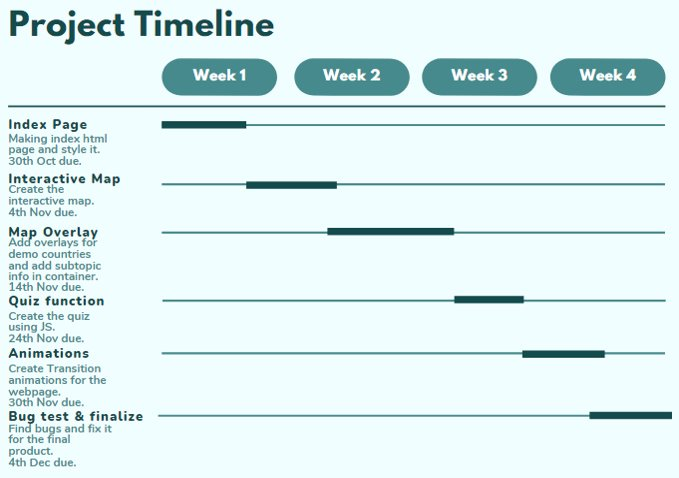 Project Timeline
Week 1 Week 2 Week 3 Week 4
Index Page
Making index html
page and style it.
30th Oct due.
Interactive Map
Create the
interactive map.
4th Nov due.
Map Overlay
Add overlays for
demo countries
and add subtopic
info in container.
14th Nov due.
Quiz function
Create the quiz
using JS.
24th Nov due.
Animations
Create Transition
animations for the
webpage.
30th Nov due.
Bug test & finalize
Find bugs and fix it
for the final
product.
4th Dec due.